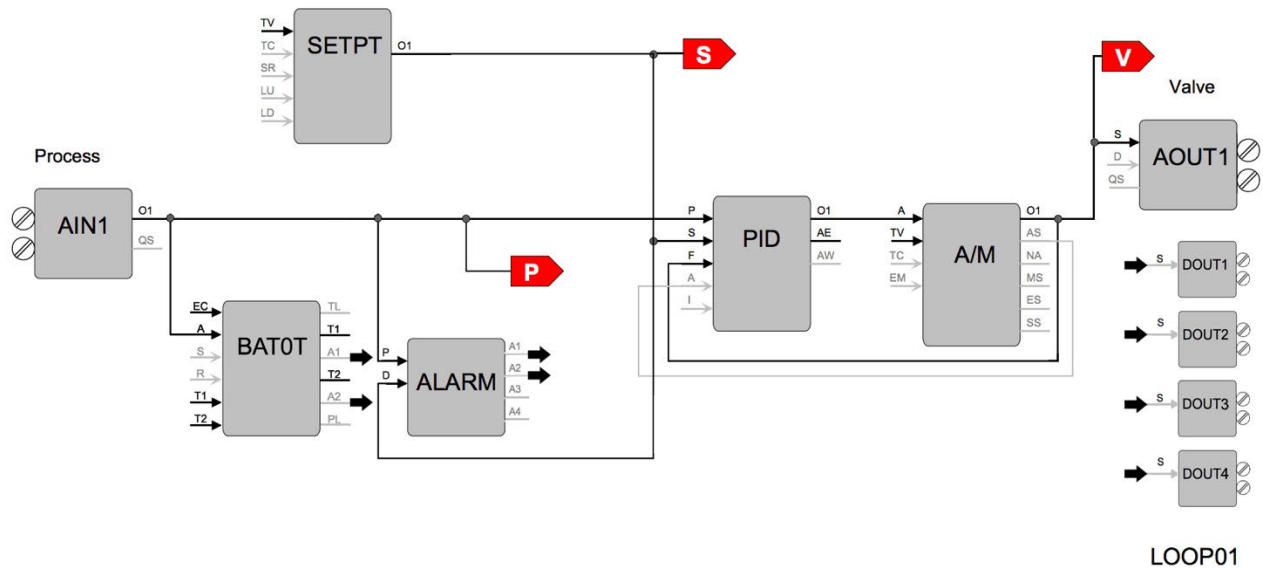 TV
TC
SR
LU
LD
SETPT
O1
S
V
Valve
S
D
QS
AOUT1
Process
AIN1
O1
QS
P
S
F
A
I
PID
O1
AE
AW
A
TV
TC
EM
A/M
O1
AS
NA
MS
ES
SS
P
EC
A
S
R
T1
T2
BAT0T
TL
T1
A1
T2
A2
PL
P
D
ALARM
A1
A2
A3
A4
S
DOUT1
S
DOUT2
S
DOUT3
S
DOUT4
LOOP01